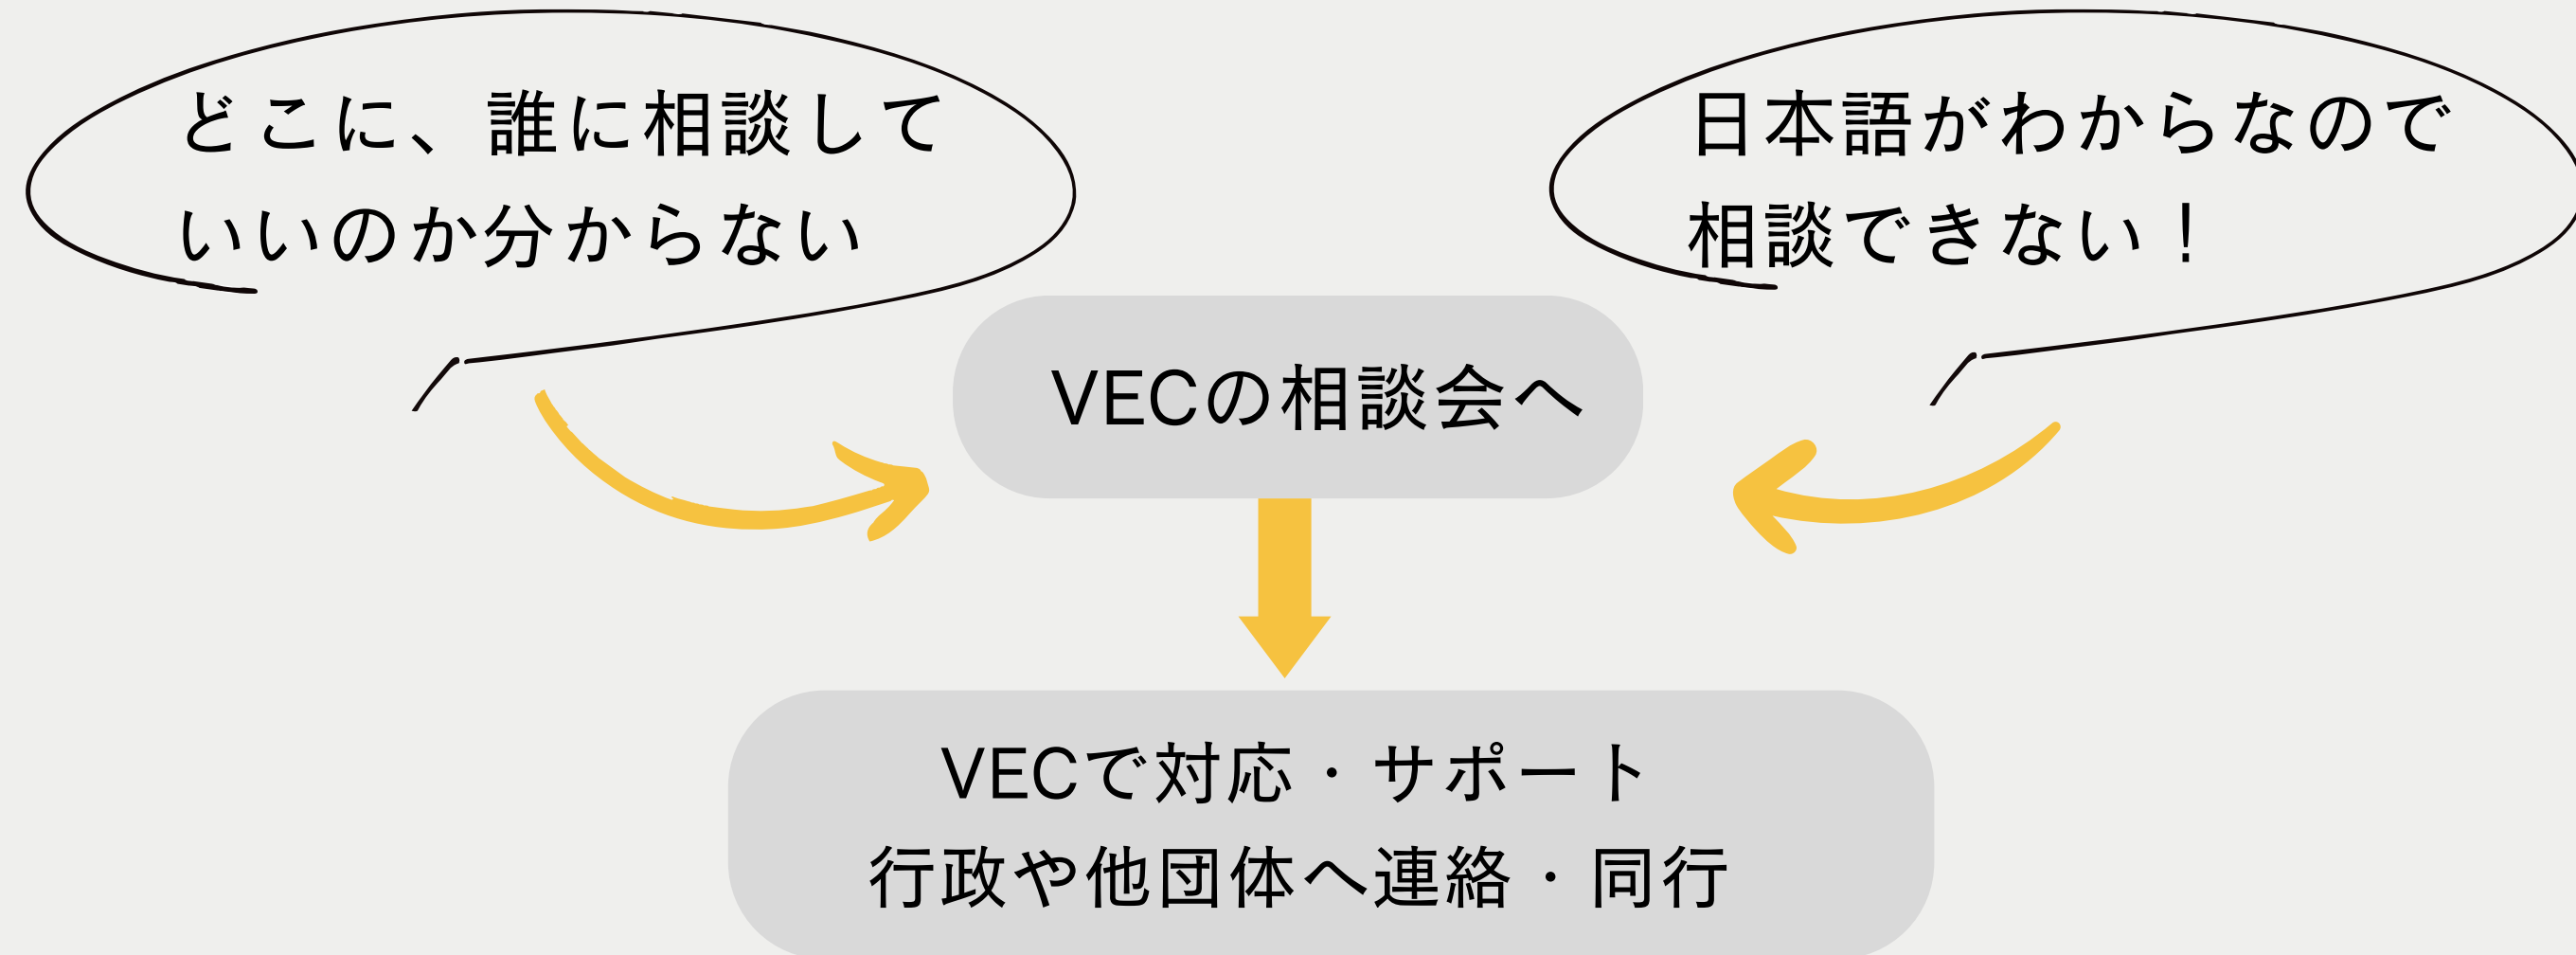 どこに、誰に相談して
いいのか分からない
日本語がわからなので
相談できない！
VECの相談会へ
VECで対応・サポート
行政や他団体へ連絡・同行